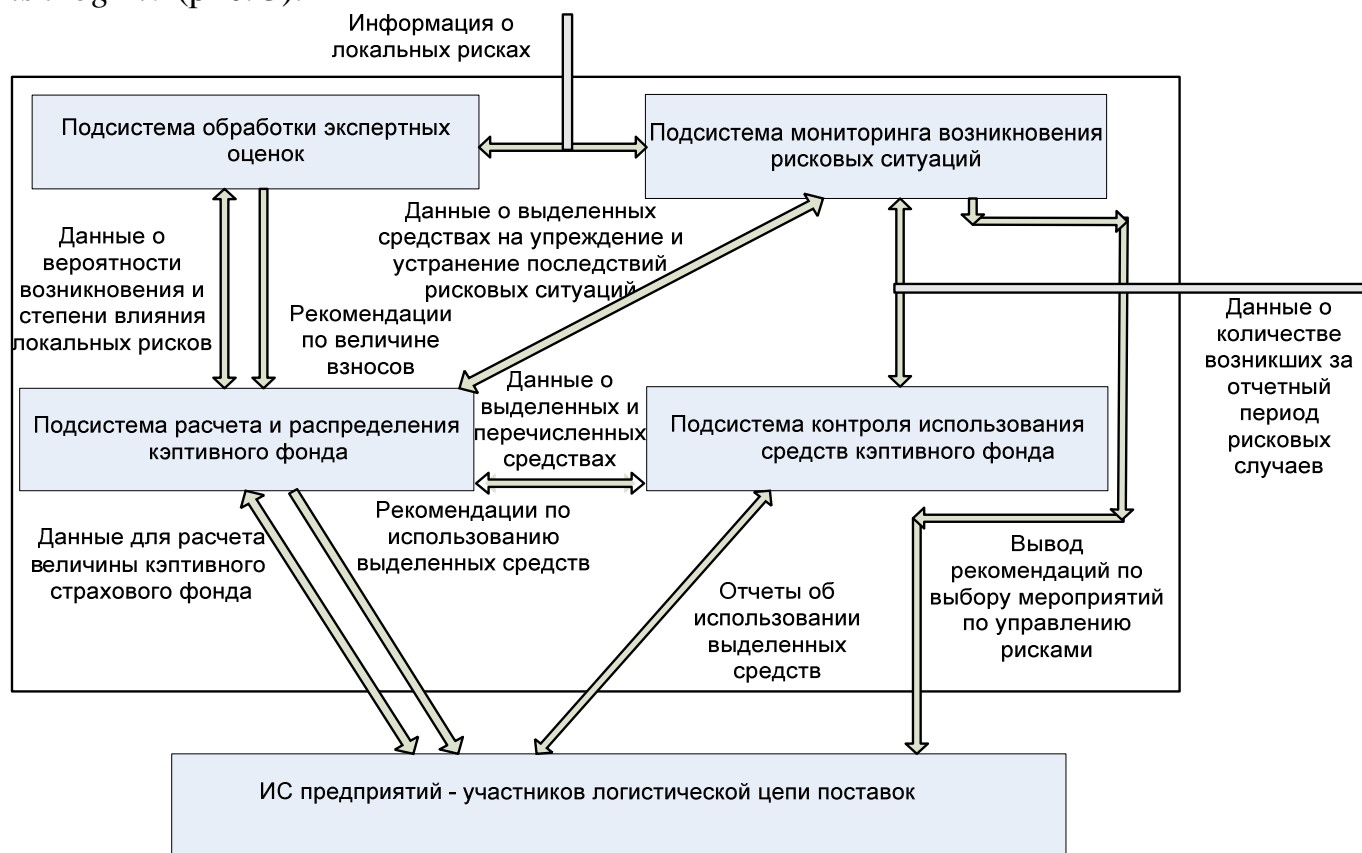 (рис. 3).
Информация о
локальных рисках
Подсистема обработки экспертных
оценок
Подсистема мониторинга возникновения
рисковых ситуаций
Данные о выделенных
средствах на упреждение и
устранение последствий
рисковых ситуаций
Данные о
вероятности
возникновения и
степени влияния
локальных рисков
Рекомендации
по величине
взносов
Данные о
количестве
возникших за
отчетный
период
рисковых
случаев
Данные о
выделенных и
перечисленных
средствах
Подсистема расчета и распределения
кэптивного фонда
Подсистема контроля использования
средств кэптивного фонда
Рекомендации по
использованию
выделенных средств
Данные для расчета
величины кэптивного
страхового фонда
Отчеты об
использовании
выделенных
средств
Вывод
рекомендаций по
выбору мероприятий
по управлению
рисками
ИС предприятий - участников логистической цепи поставок